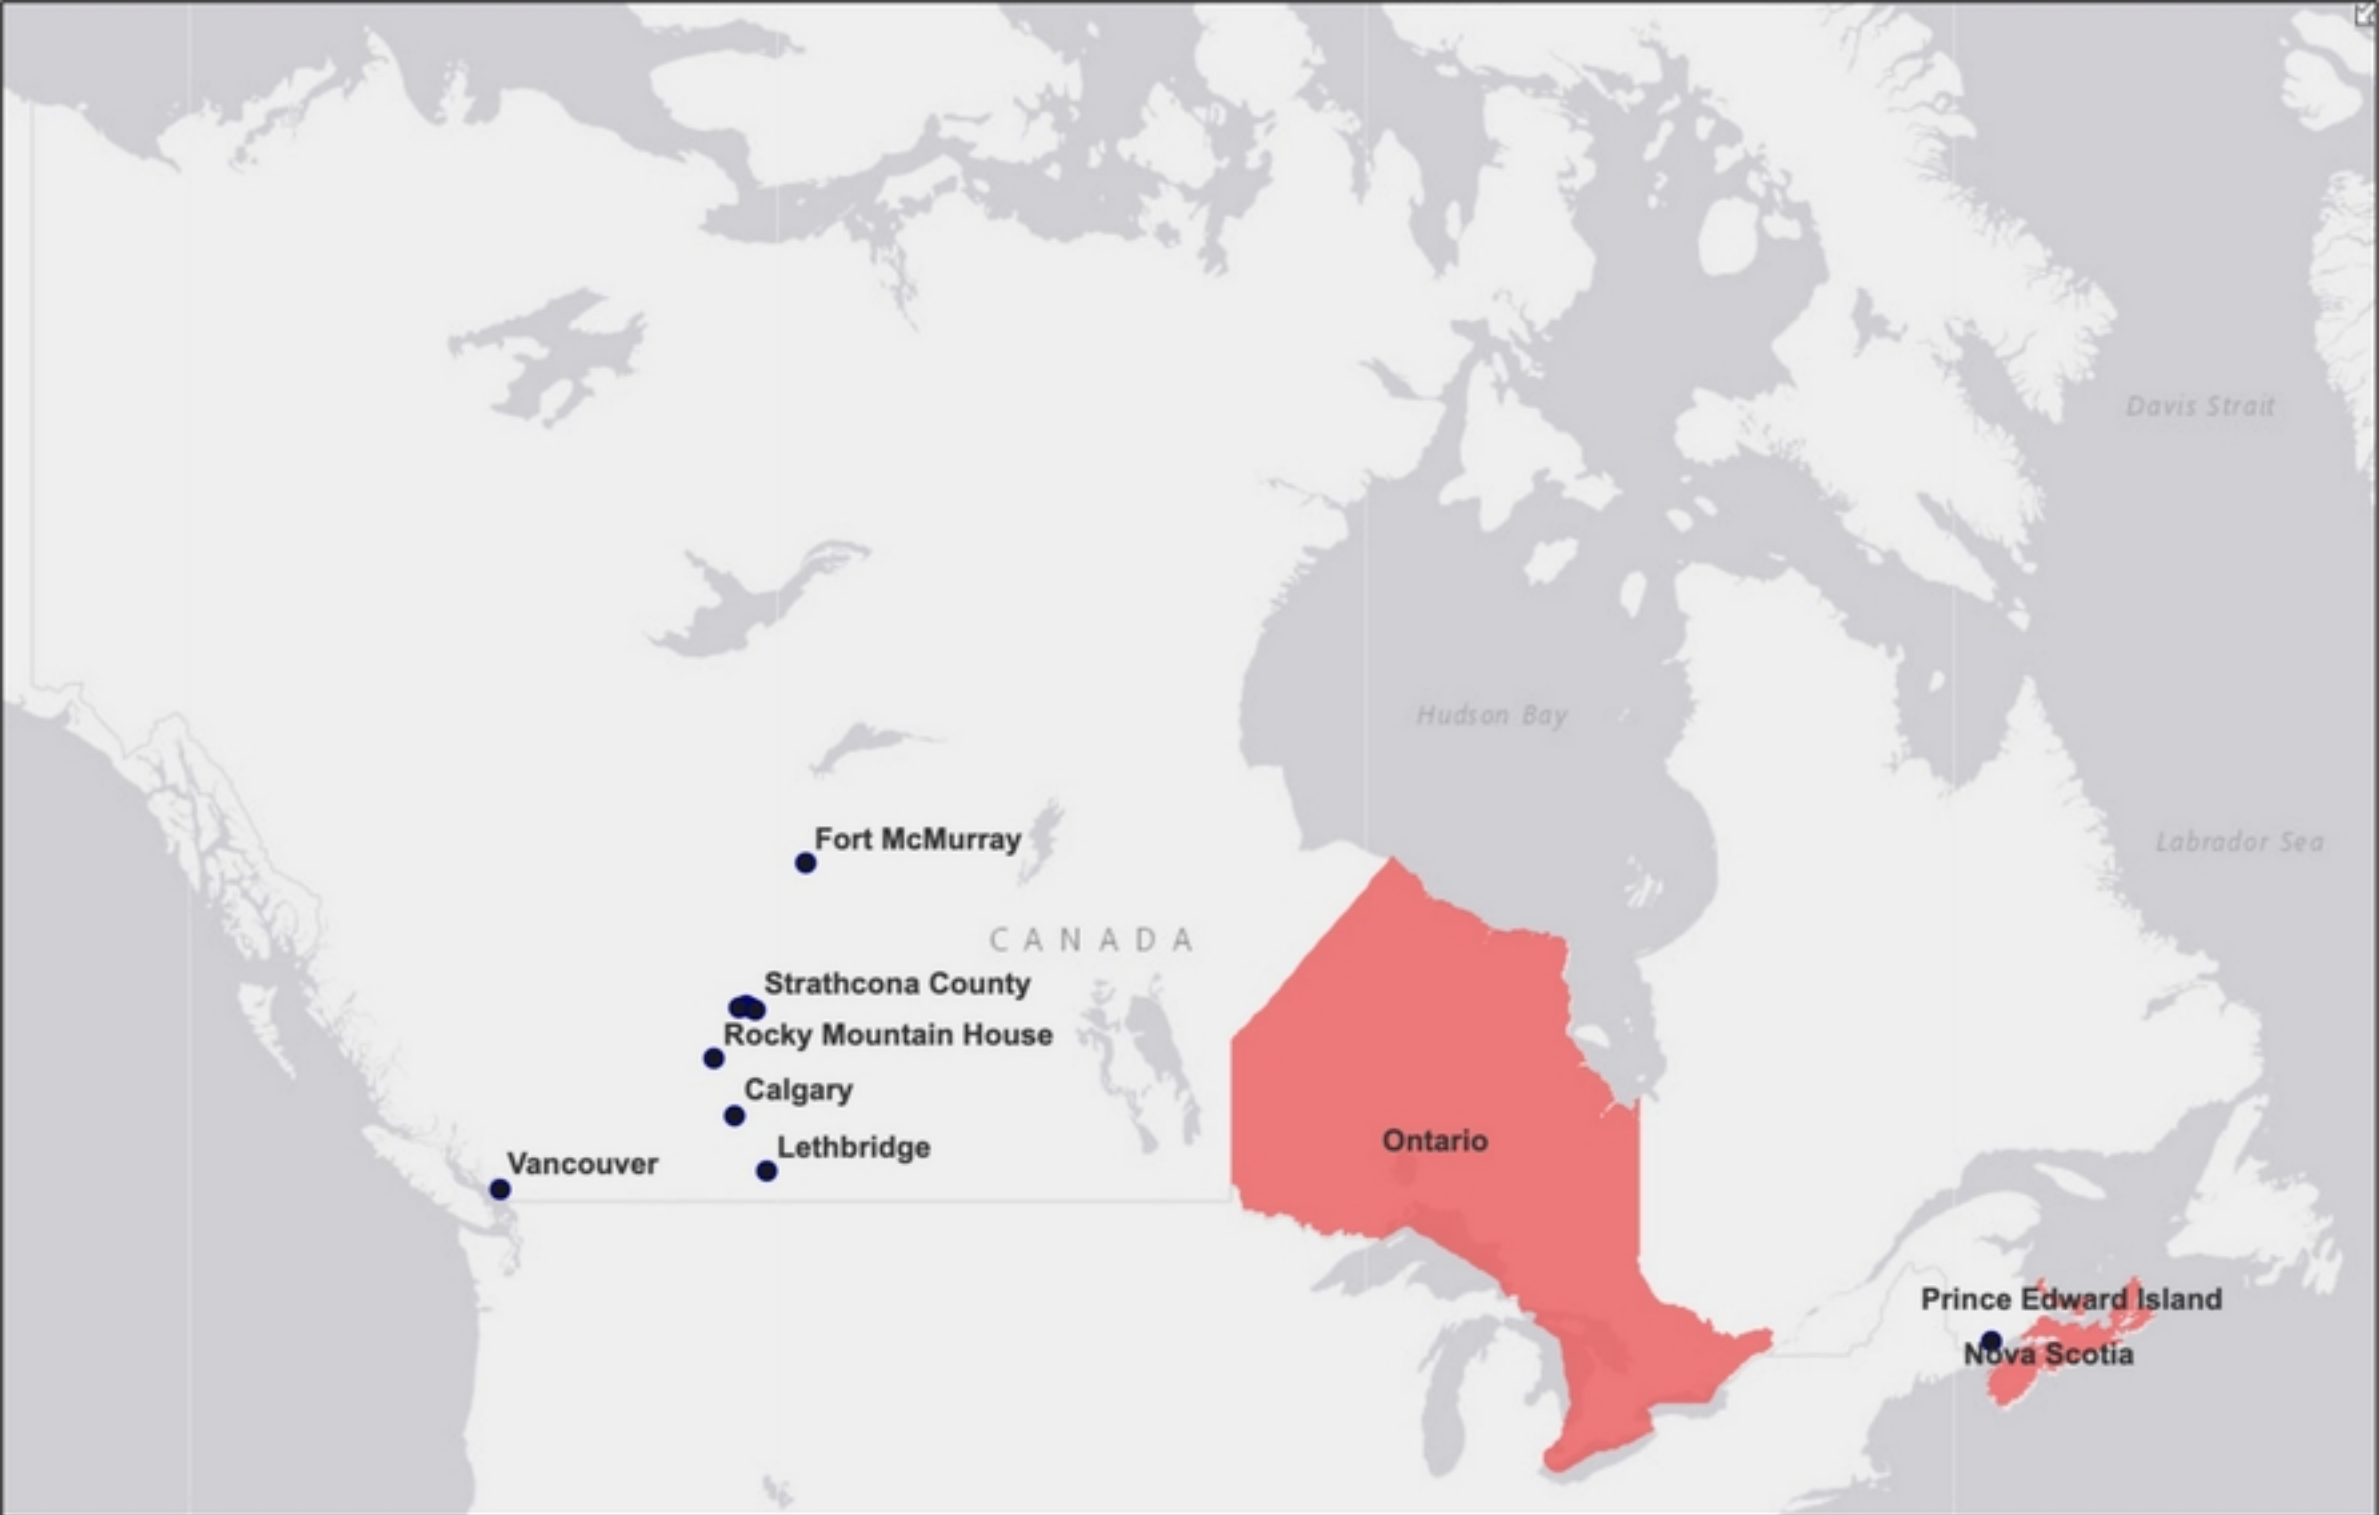 Davis Strait
Hudson Bay
Fort McMurray
Labrador Sea
CANADA
Strathcona County
Rocky Mountain House
Calgary
Ontario
Lethbridge
Vancouver
Prince Edward Island
Nova Scotia